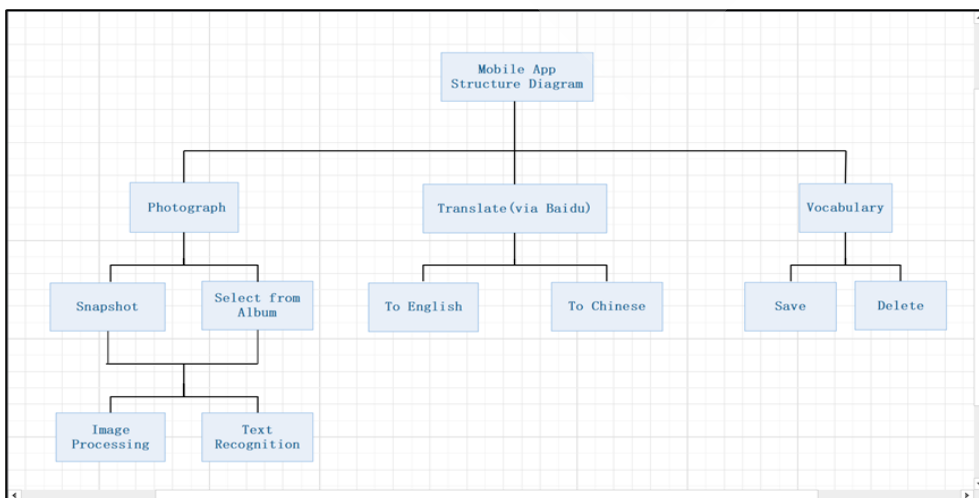 Mobile App
Structure Diagram
Photograph
Translate(via Baidu)
Vocabulary
Snapshot
Select from
Album
To English
To Chinese
Save
Delete
Image
Processing
Text
Recognition